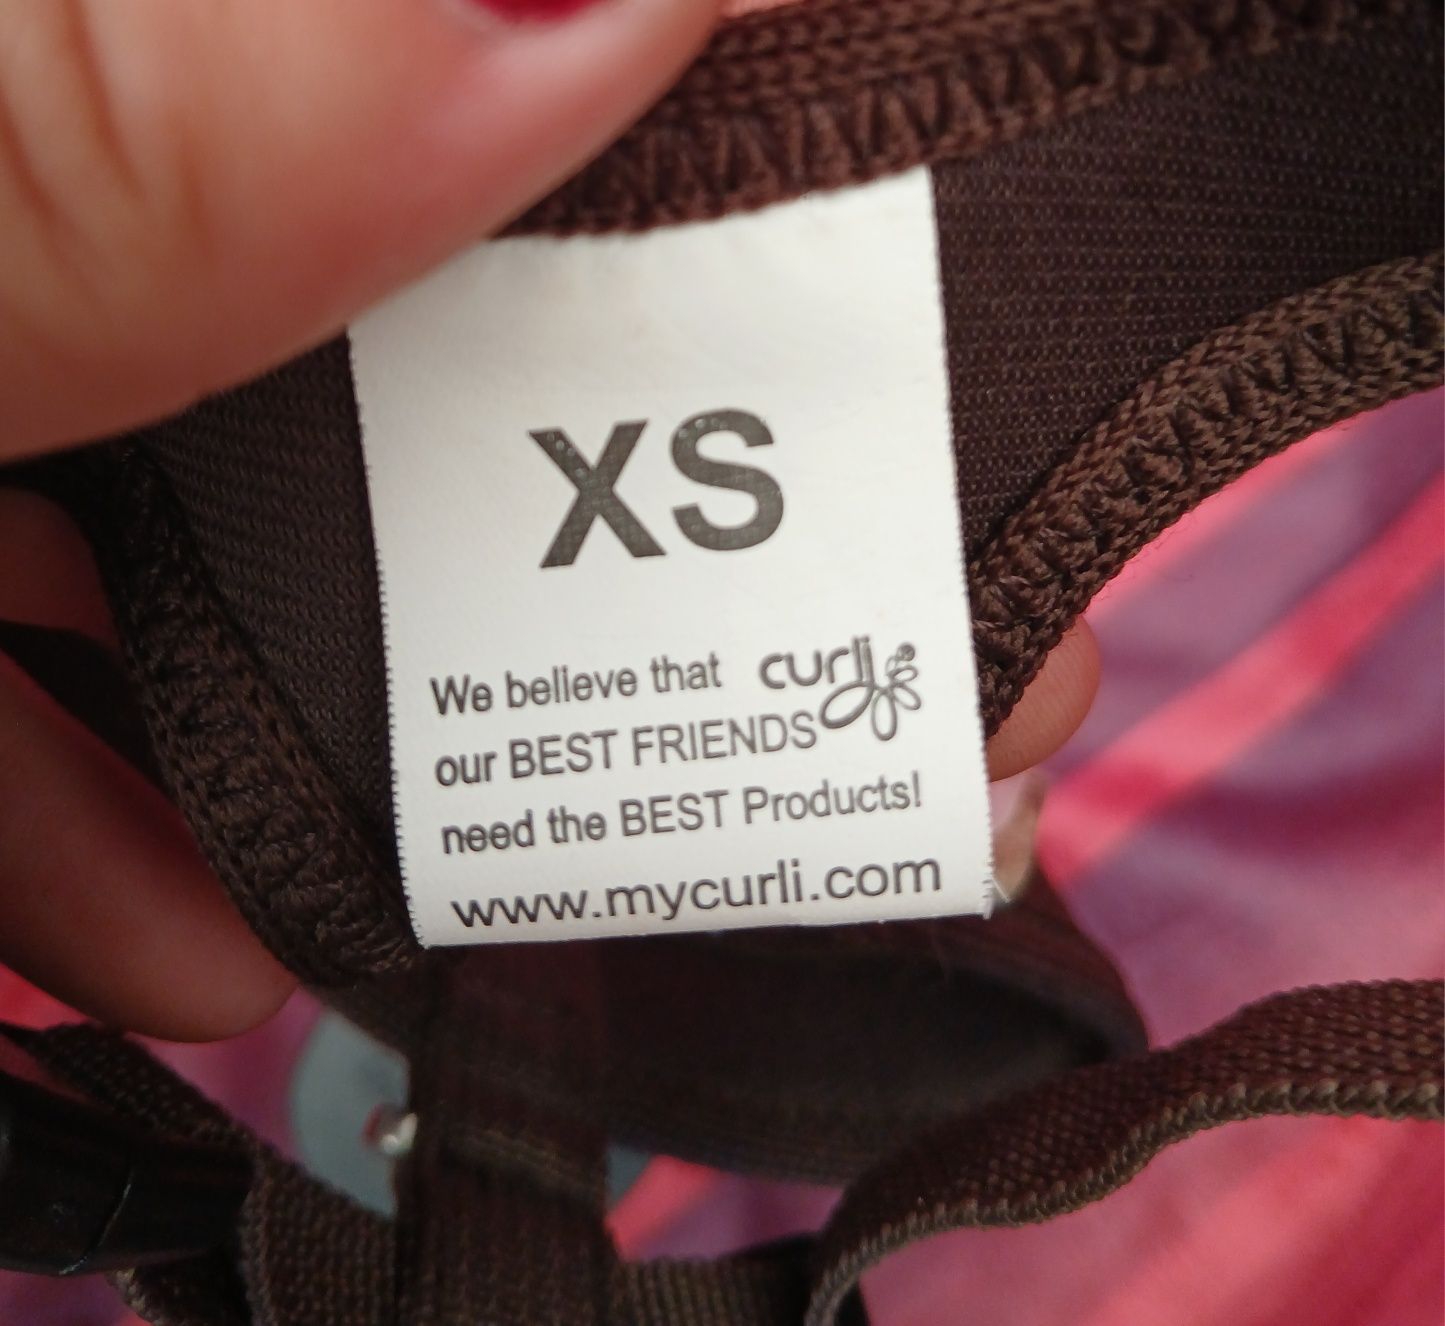 XS
We believe that curli
our BEST FRIENDS
need the BEST Products!
www.mycurli.com